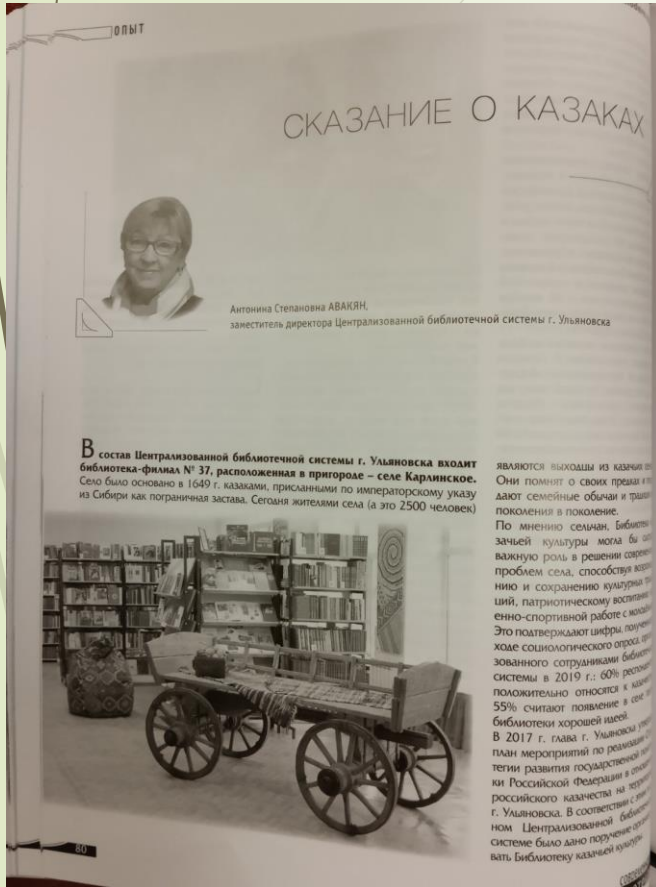 ОПЫТ
СКАЗАНИЕ О КАЗАКАХ
Антонина Степановна АВАКЯН,
заместитель директора Централизованной библиотечной системы г. Ульяновска
В состав Централизованной библиотечной системы г. Ульяновска входит
библиотека-филиал № 37, расположенная в пригороде – селе Карлинское.
Село было основано в 1649 г. казаками, присланными по императорскому указу
из Сибири как пограничная застава. Сегодня жителями села (а это 2500 человек)
являются выходцы из казачьих
Они помнят о своих предках и
дают семейные обычаи и
поколения в поколение.
По мнению сельчан, Библиотека
зачьей культуры могла бы
важную роль в решении
проблем села, способствуя
нию и сохранению культурных
ций, патриотическому воспитанию,
енно-спортивной работе с
Это подтверждают цифры,
ходе социологического опроса,
зованного сотрудниками
системы в 2019 г.: 60%
положительно относятся к
55% считают появление в селе
библиотеки хорошей идеей.
В 2017 г. глава г. Ульяновска
план мероприятий по реализации
тегии развития государственной
ки Российской Федерации в
российского казачества на
г. Ульяновска. В соответствии с
ном Централизованной
системе было дано поручение
вать Библиотеку казачьей культуры.
80